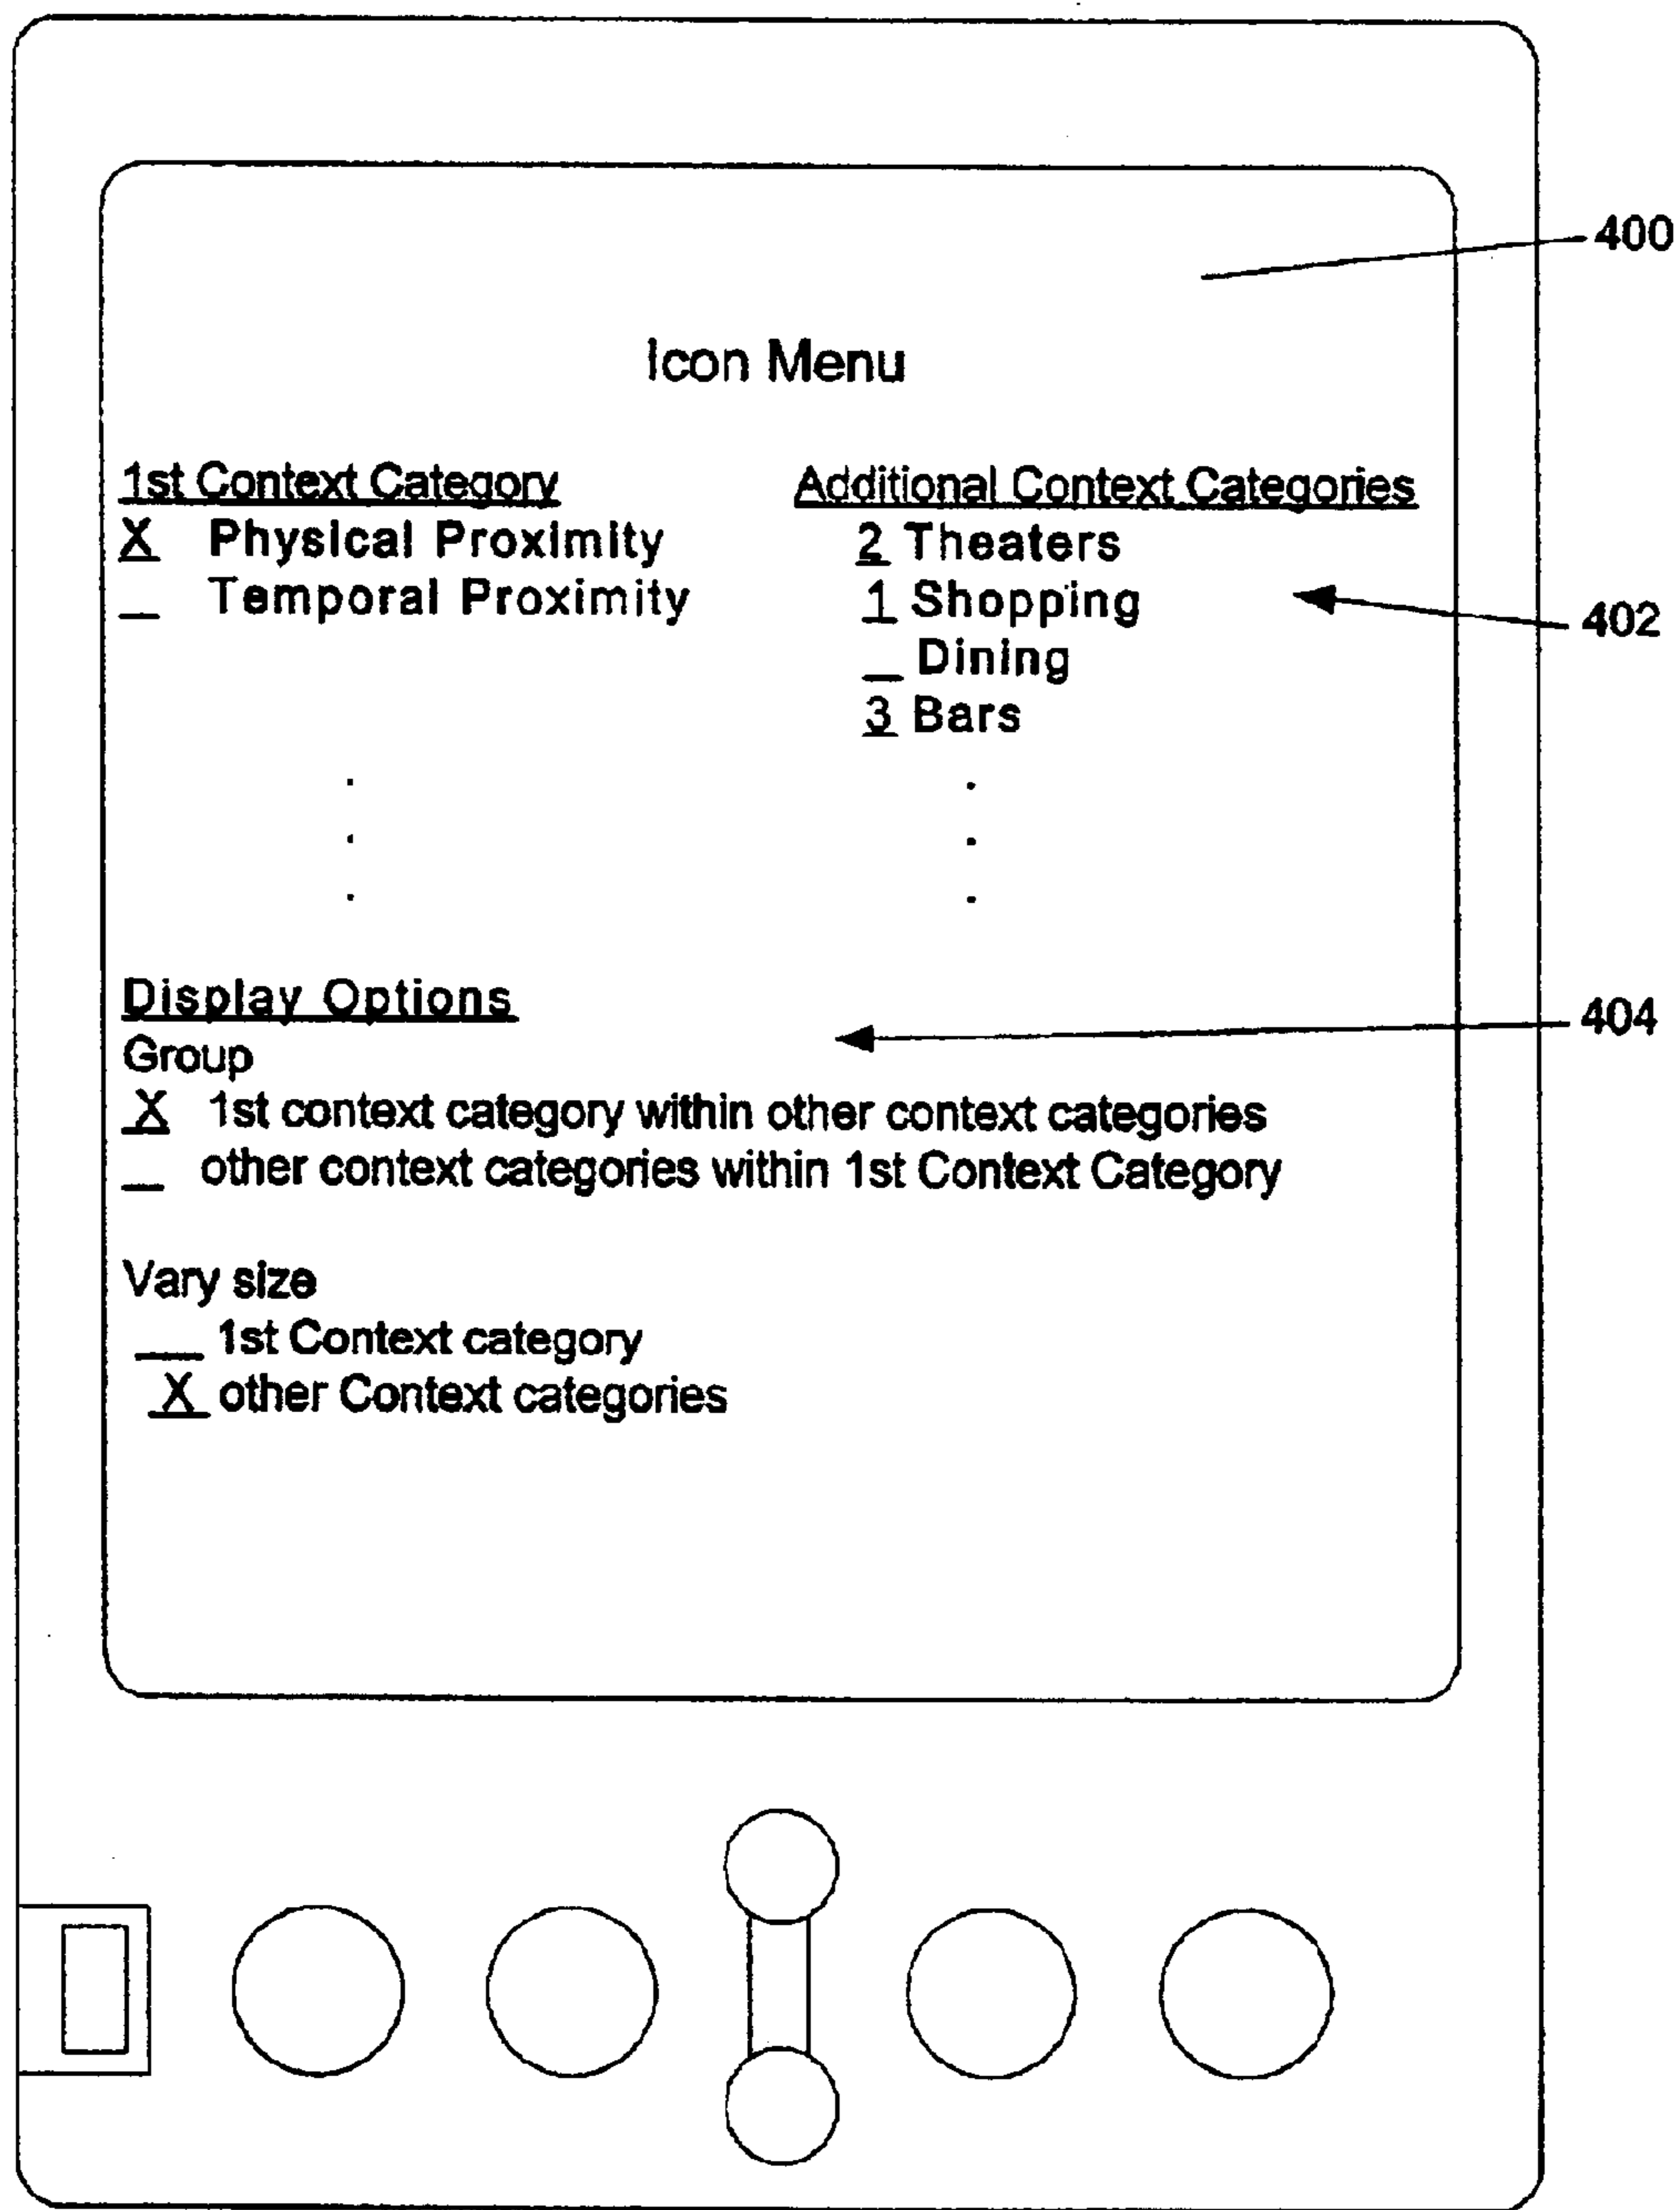 400
Icon Menu
1st Context Category
X Physical Proximity
_ Temporal Proximity
Additional Context Categories
2 Theaters
1 Shopping
_ Dining
3 Bars
402
.
.
.
.
.
.
Display Options
404
Group
X 1st context category within other context categories
_ other context categories within 1st Context Category
Vary size
__ 1st Context category
X other Context categories